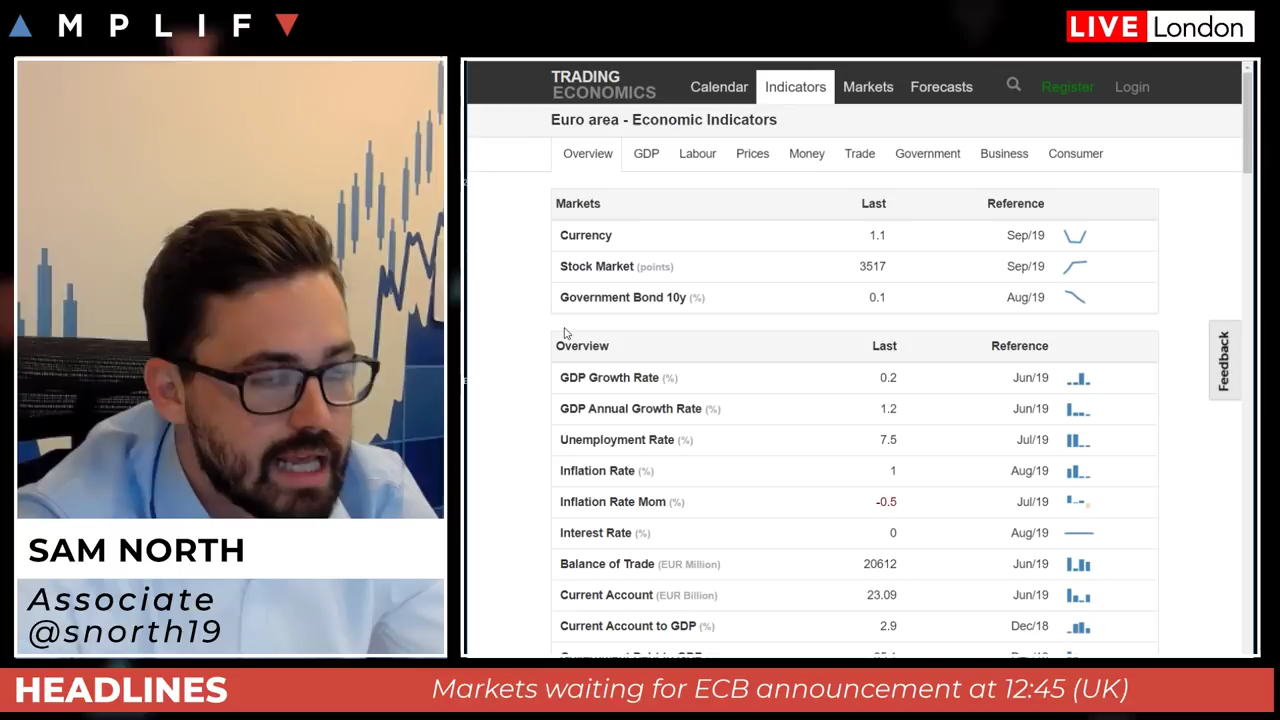 AMPLIFY
LIVE London
TRADING
ECONOMICS
Calendar Indicators Markets Forecasts Register Login
Euro area - Economic Indicators
Overview GDP Labour Prices Money Trade Government Business Consumer
Markets Last Reference
Currency 1.1 Sep/19
Stock Market (points) 3517 Sep/19
Government Bond 10y (%) 0.1 Aug/19
Overview Last Reference
GDP Growth Rate (%) 0.2 Jun/19
GDP Annual Growth Rate (%) 1.2 Jun/19
Unemployment Rate (%) 7.5 Jul/19
Inflation Rate (%) 1 Aug/19
Inflation Rate Mom (%) -0.5 Jul/19
Interest Rate (%) 0 Aug/19
Balance of Trade (EUR Million) 20612 Jun/19
Current Account (EUR Billion) 23.09 Jun/19
Current Account to GDP (%) 2.9 Dec/18
Feedback
SAM NORTH
Associate
@snorth19
HEADLINES Markets waiting for ECB announcement at 12:45 (UK)